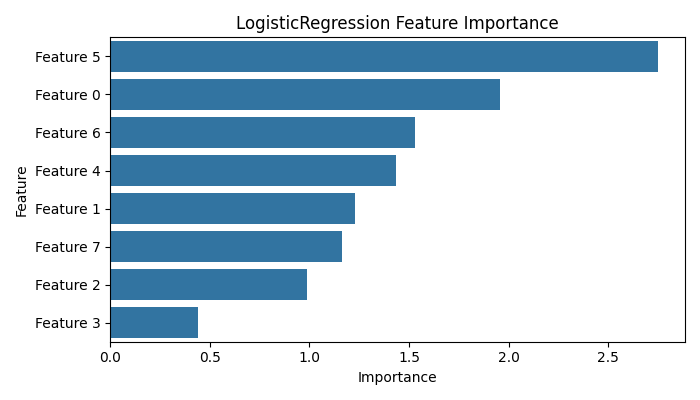 LogisticRegression Feature Importance
Feature
Feature 5
Feature 0
Feature 6
Feature 4
Feature 1
Feature 7
Feature 2
Feature 3
0.0 0.5 1.0 1.5 2.0 2.5
Importance